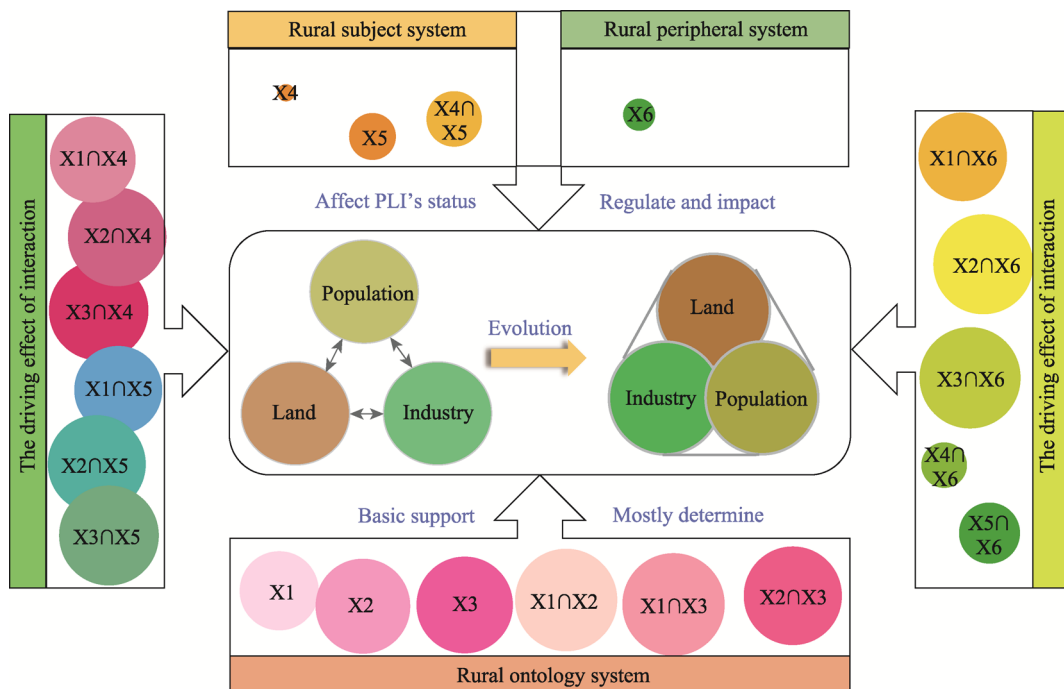 Rural subject system
Rural peripheral system
X4
X5
X4∩
X5
X6
The driving effect of interaction
X1∩X4
X2∩X4
X3∩X4
X1∩X5
X2∩X5
X3∩X5
Affect PLI's status
Regulate and impact
Population
Land
Industry
Evolution
Land
Industry
Population
X1∩X6
X2∩X6
X3∩X6
X4∩
X6
X5∩
X6
The driving effect of interaction
Basic support
Mostly determine
X1
X2
X3
X1∩X2
X1∩X3
X2∩X3
Rural ontology system